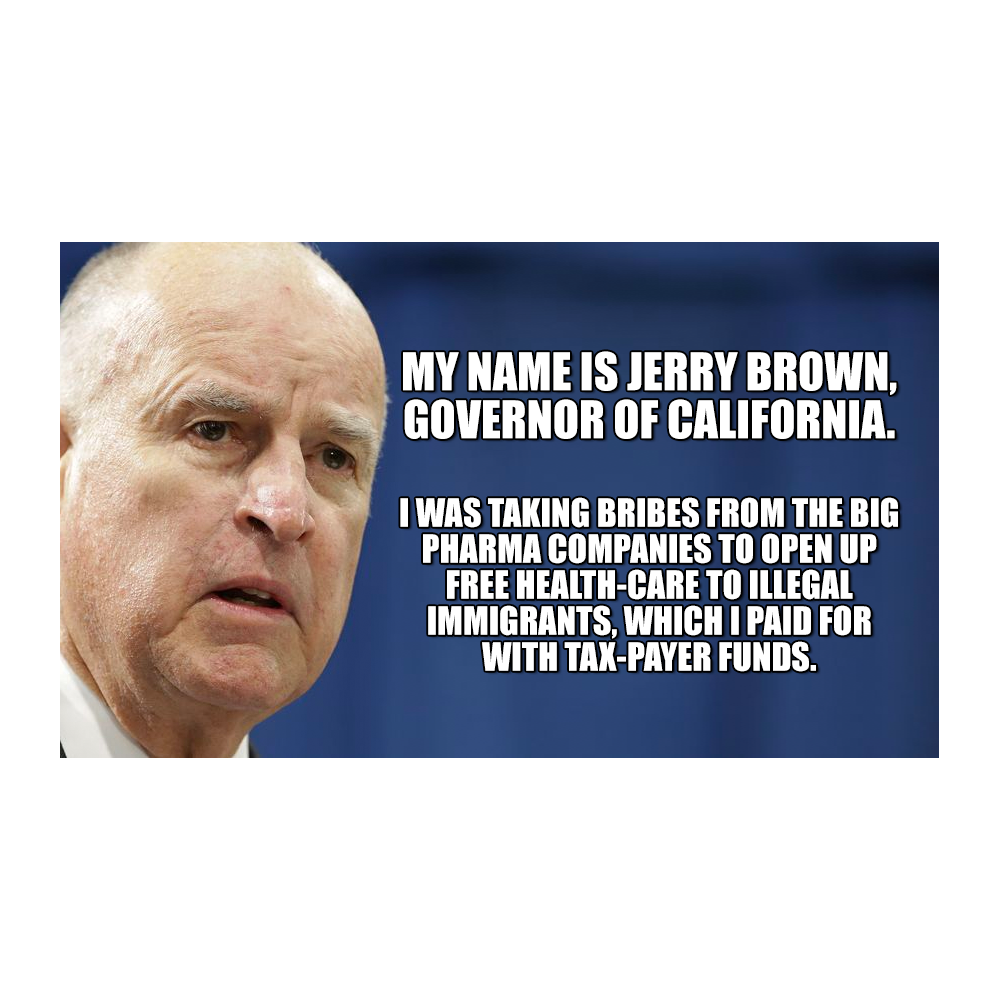 MY NAME IS JERRY BROWN,
GOVERNOR OF CALIFORNIA.
I WAS TAKING BRIBES FROM THE BIG
PHARMA COMPANIES TO OPEN UP
FREE HEALTH-CARE TO ILLEGAL
IMMIGRANTS, WHICH I PAID FOR
WITH TAX-PAYER FUNDS.